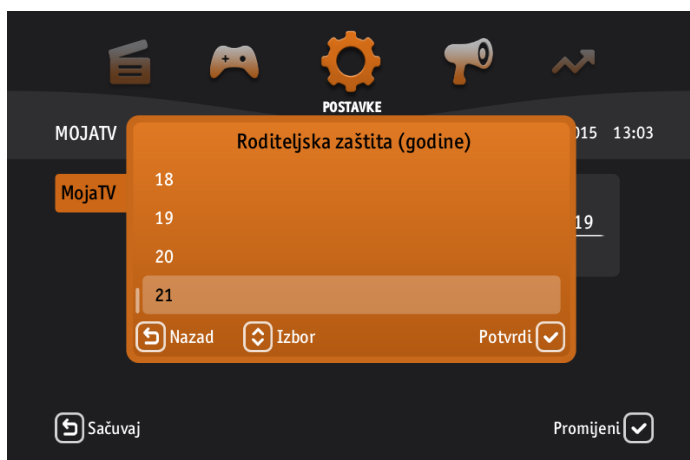 POSTAVKE
MOJATV
015 13:03
Roditeljska zaštita (godine)
MojaTV
18
19
19
20
21
Nazad
Izbor
Potvrdi
Sačuvaj
Promijeni